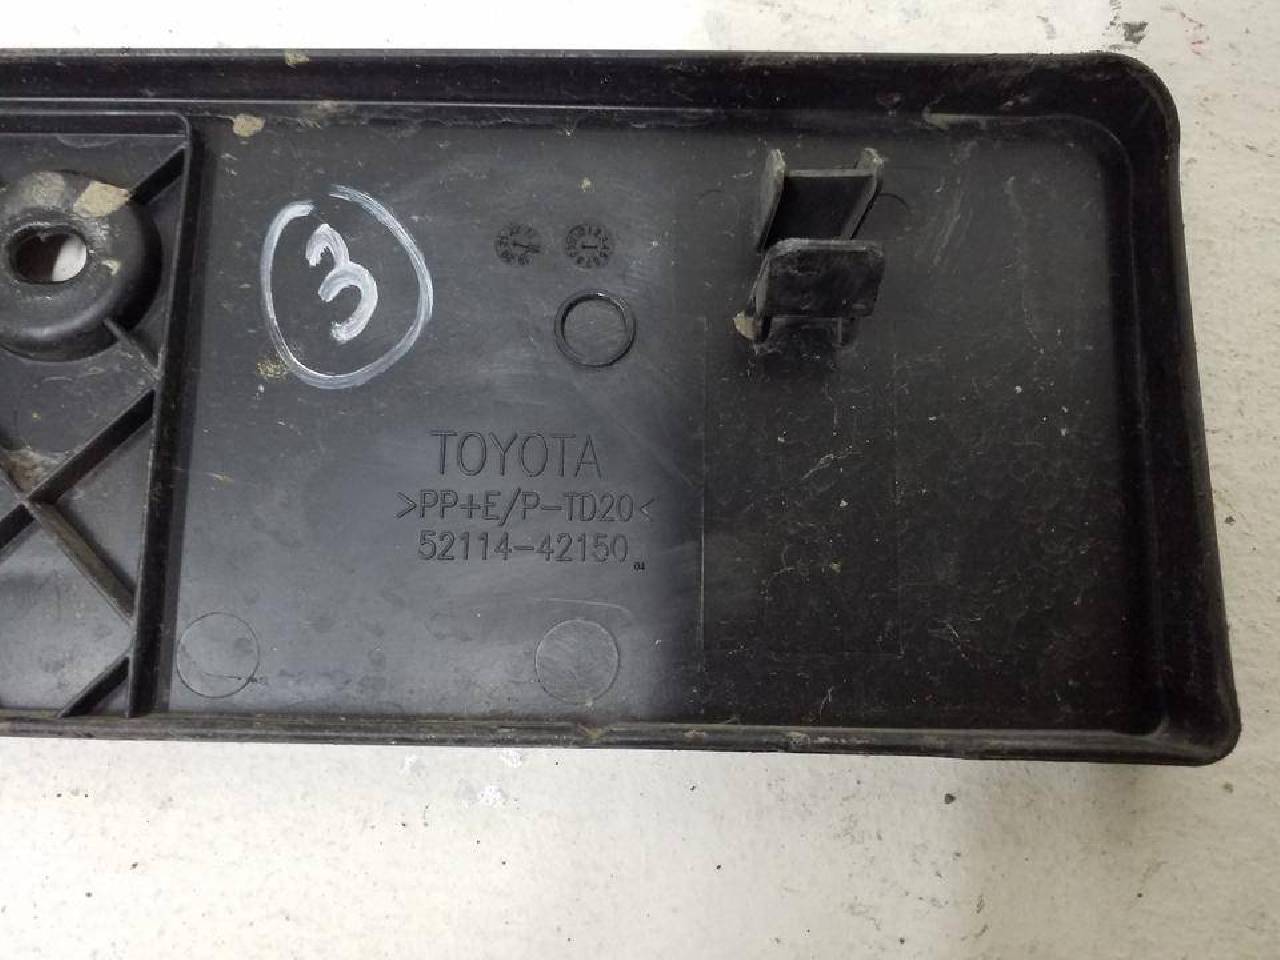 3
TOYOTA
>PP+E/P-TD20<
52114-42150